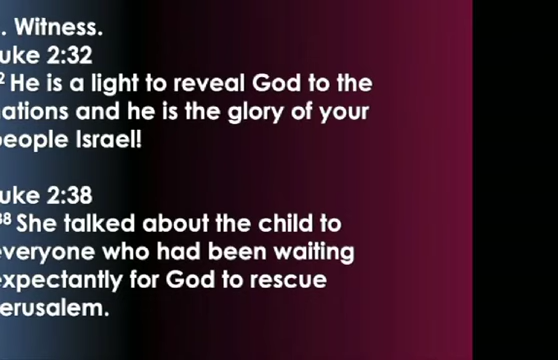 . Witness.
uke 2:32
2 He is a light to reveal God to the
ations and he is the glory of your
people Israel!
uke 2:38
38 She talked about the child to
everyone who had been waiting
expectantly for God to rescue
erusalem.